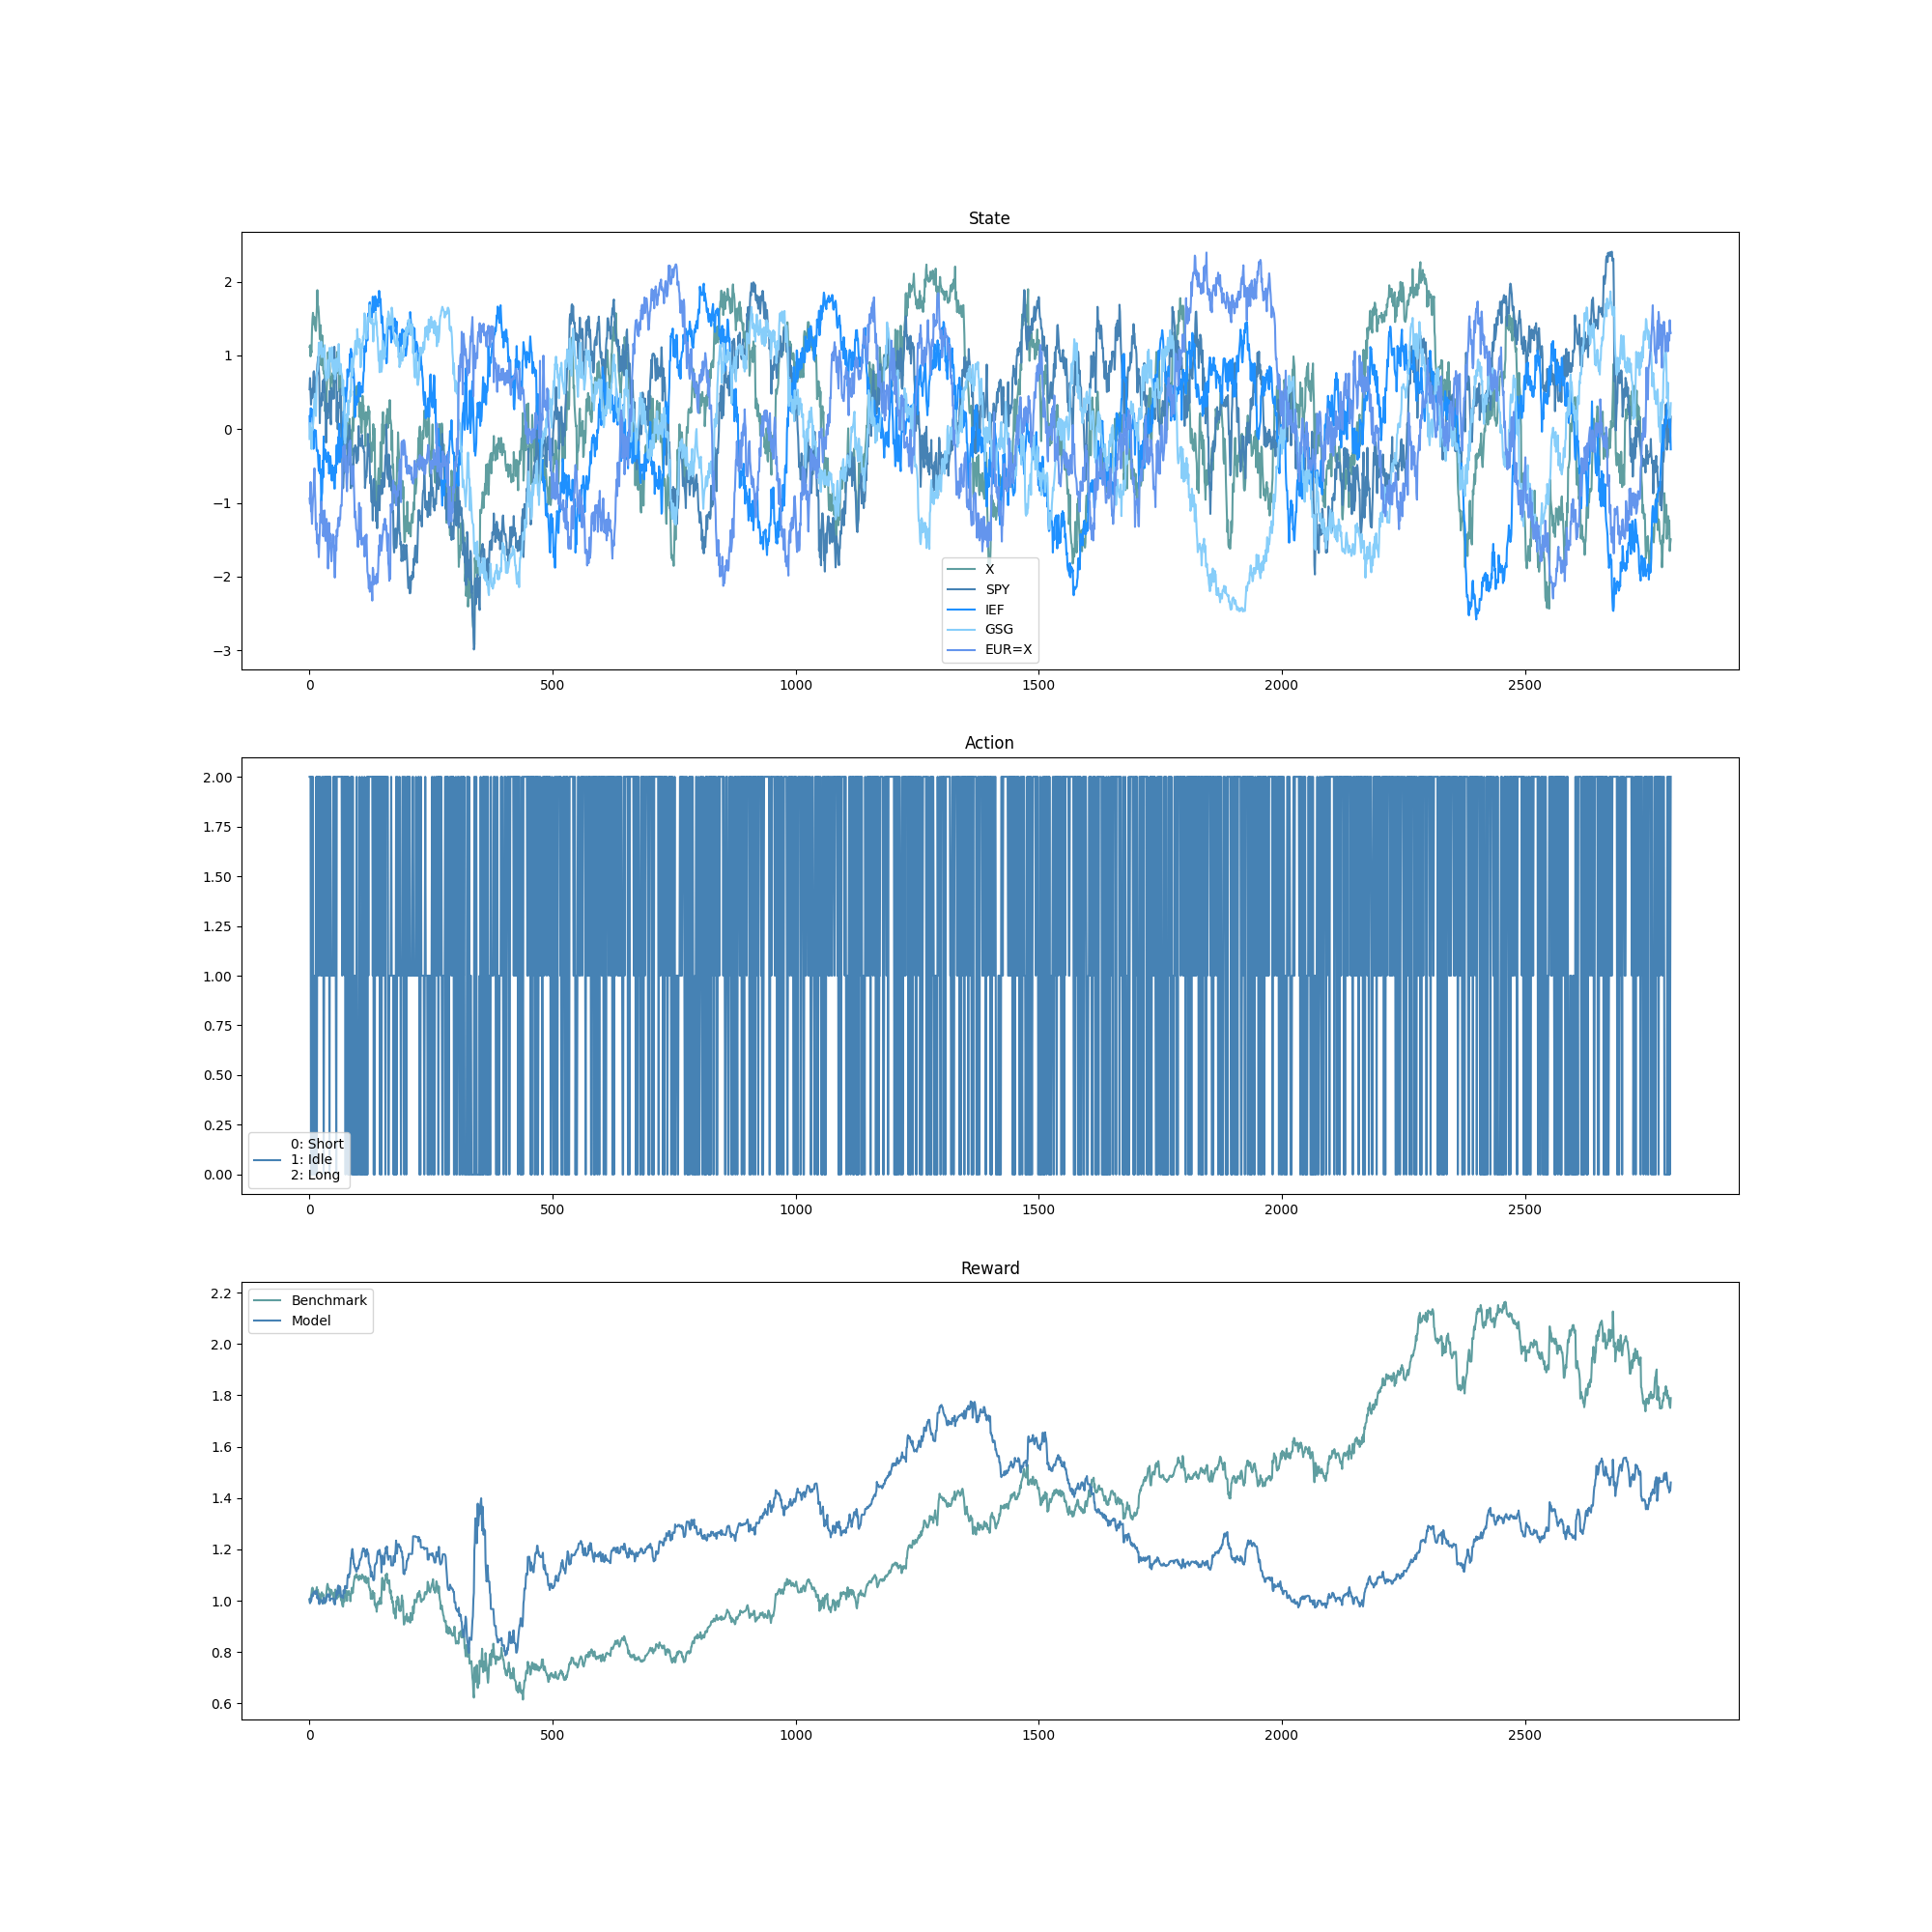 State
2
1
0
−1
−2
−3
X
SPY
IEF
GSG
EUR=X
0 500 1000 1500 2000 2500
Action
2.00
1.75
1.50
1.25
1.00
0.75
0.50
0.25
0.00
0: Short
1: Idle
2: Long
0 500 1000 1500 2000 2500
Reward
2.2
2.0
1.8
1.6
1.4
1.2
1.0
0.8
0.6
Benchmark
Model
0 500 1000 1500 2000 2500